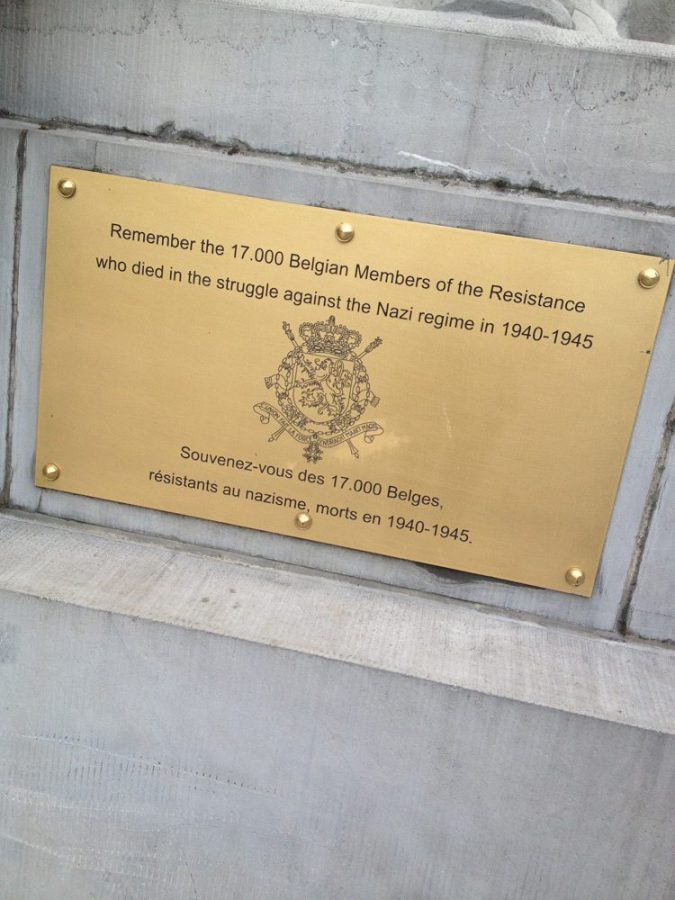 Remember the 17.000 Belgian Members of the Resistance
who died in the struggle against the Nazi regime in 1940-1945
Souvenez-vous des 17.000 Belges,
résistants au nazisme, morts en 1940-1945.